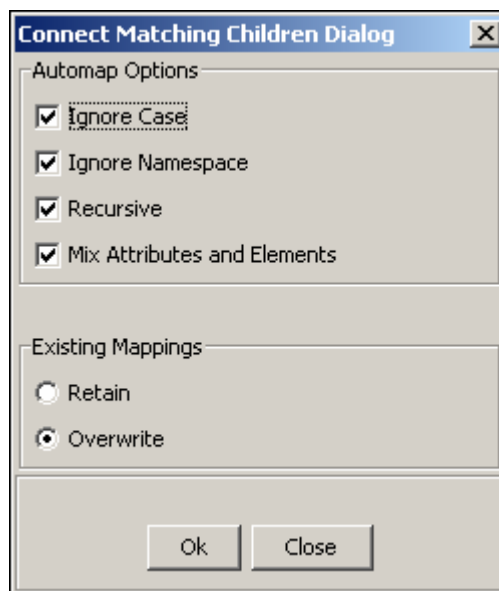 Connect Matching Children Dialog
Automap Options
Ignore Case
Ignore Namespace
Recursive
Mix Attributes and Elements
Existing Mappings
Retain
Overwrite
Ok Close